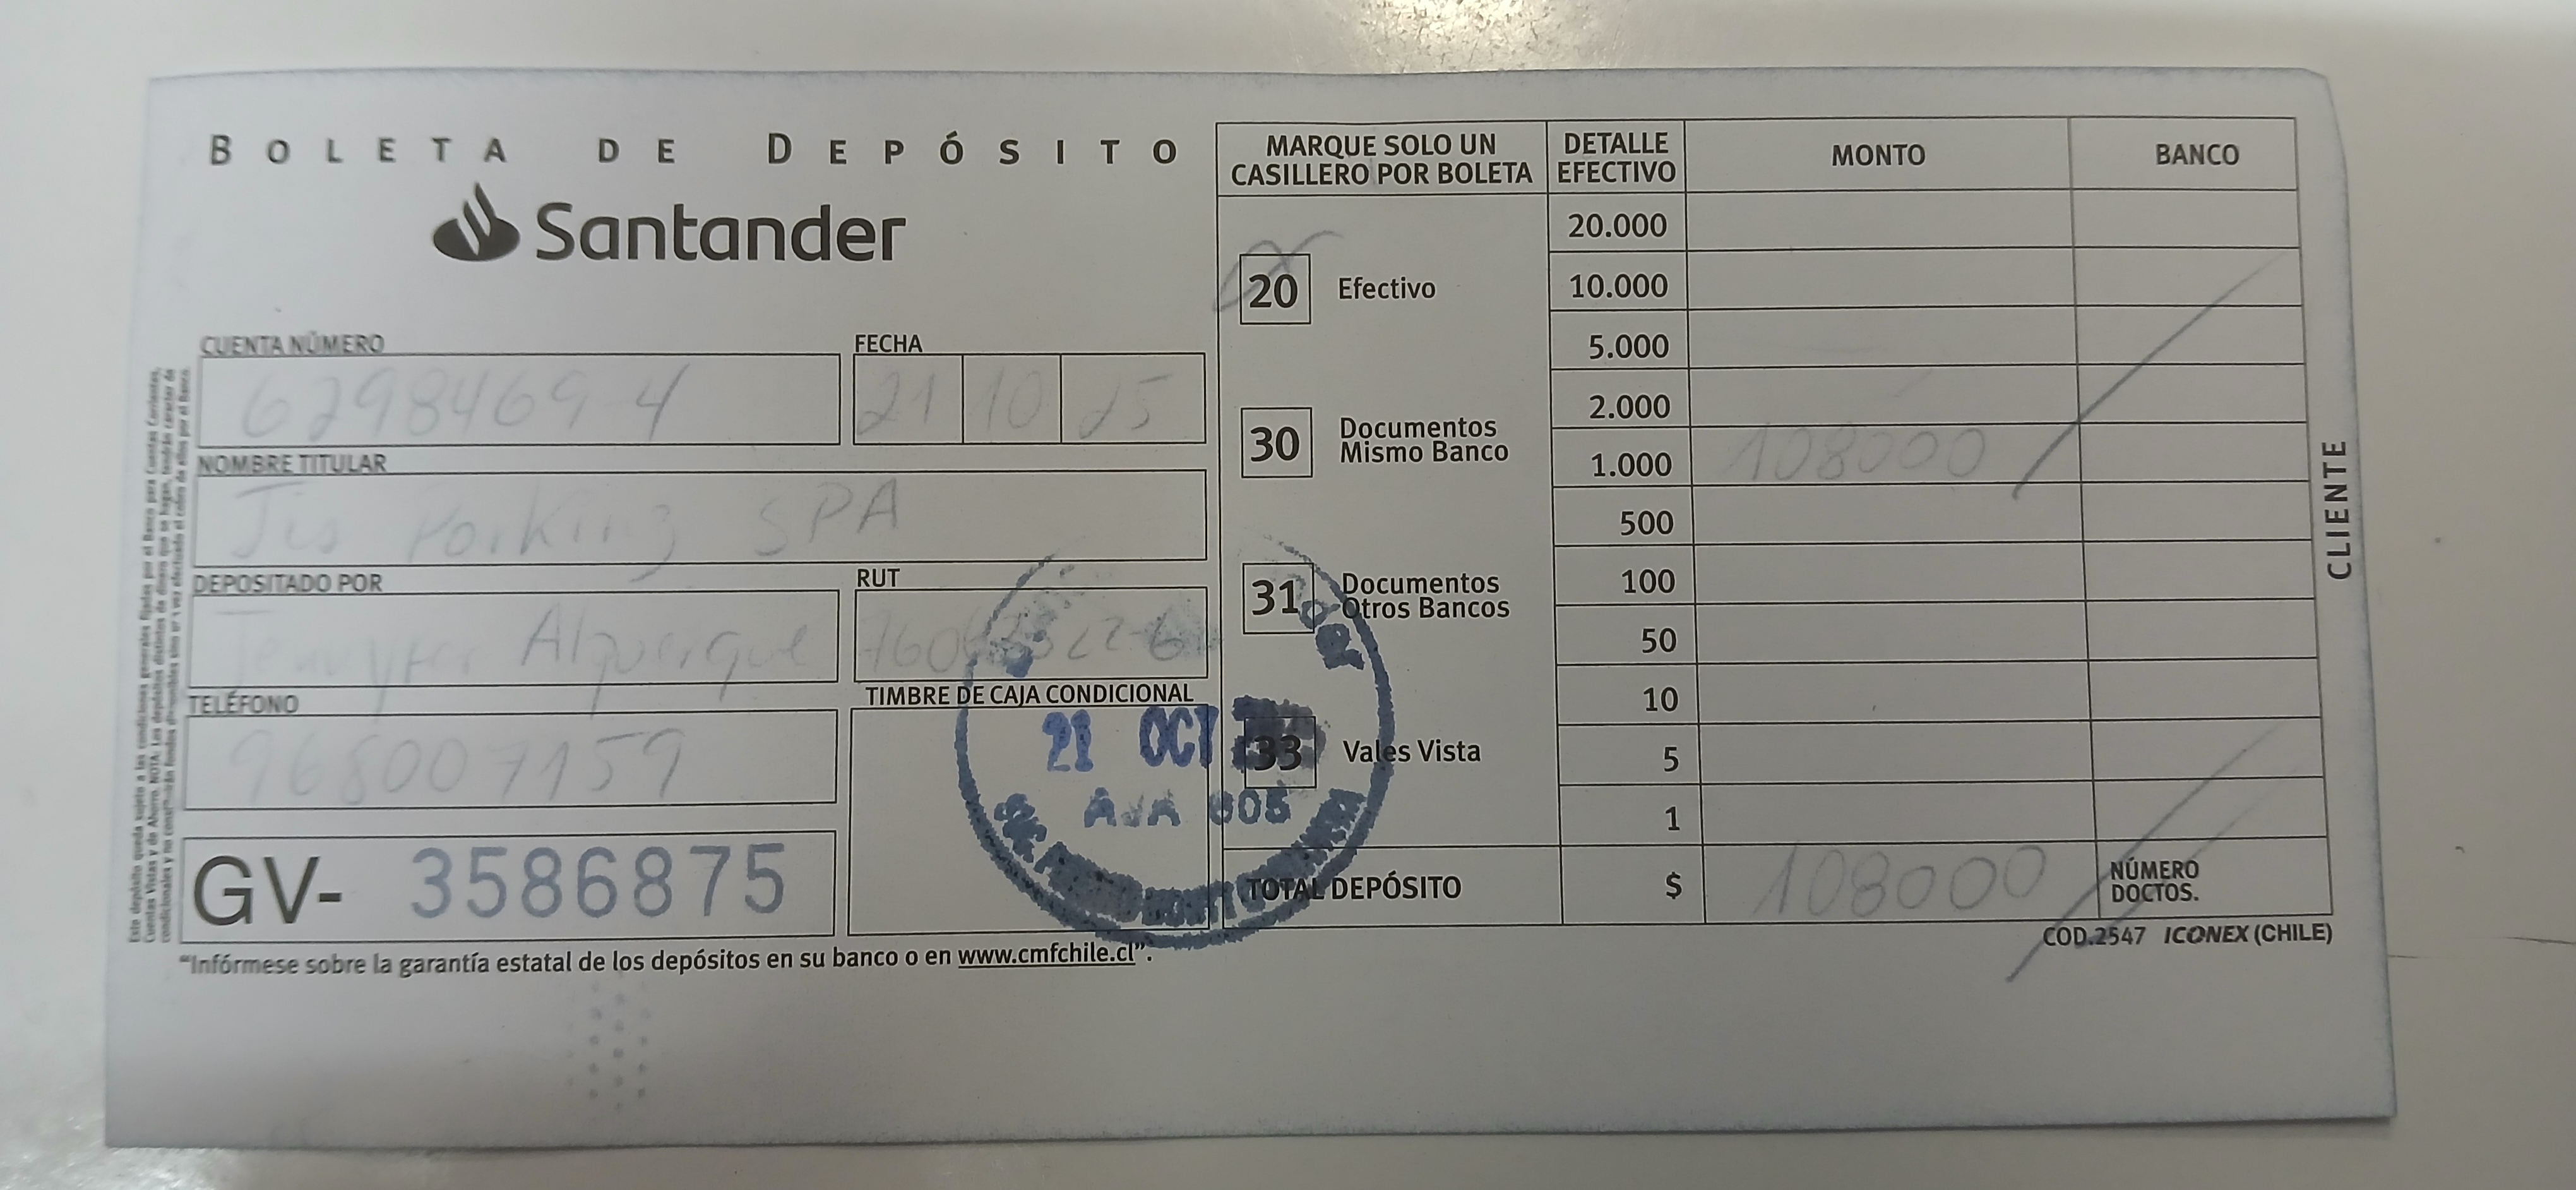 BOLETA DE DEPÓSITO
Santander
CUENTA NÚMERO
62984694
FECHA
21 10 25
NOMBRE TITULAR
Jis Parking SPA
DEPOSITADO POR
Alquerque
RUT
TELÉFONO
968007159
TIMBRE DE CAJA CONDICIONAL
21 OCT
GV- 3586875
"Infórmese sobre la garantía estatal de los depósitos en su banco o en www.cmfchile.cl".
MARQUE SOLO UN
CASILLERO POR BOLETA
20 Efectivo
30 Documentos
Mismo Banco
31 Documentos
Otros Bancos
33 Vales Vista
DETALLE
EFECTIVO
MONTO
BANCO
20.000
10.000
5.000
2.000
1.000 108000
500
100
50
10
5
1
TOTAL DEPÓSITO $ 108000
NÚMERO
DOCTOS.
COD.2547 ICONEX (CHILE)
CLIENTE